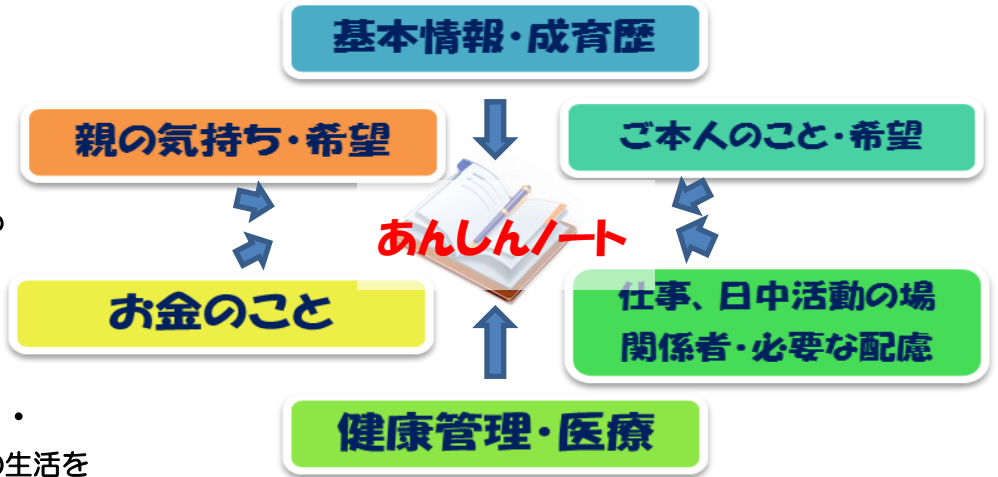 基本情報・成育歴
親の気持ち・希望
ご本人のこと・希望
あんしんノート
お金のこと
仕事、日中活動の場
関係者・必要な配慮
健康管理・医療
・
生活を